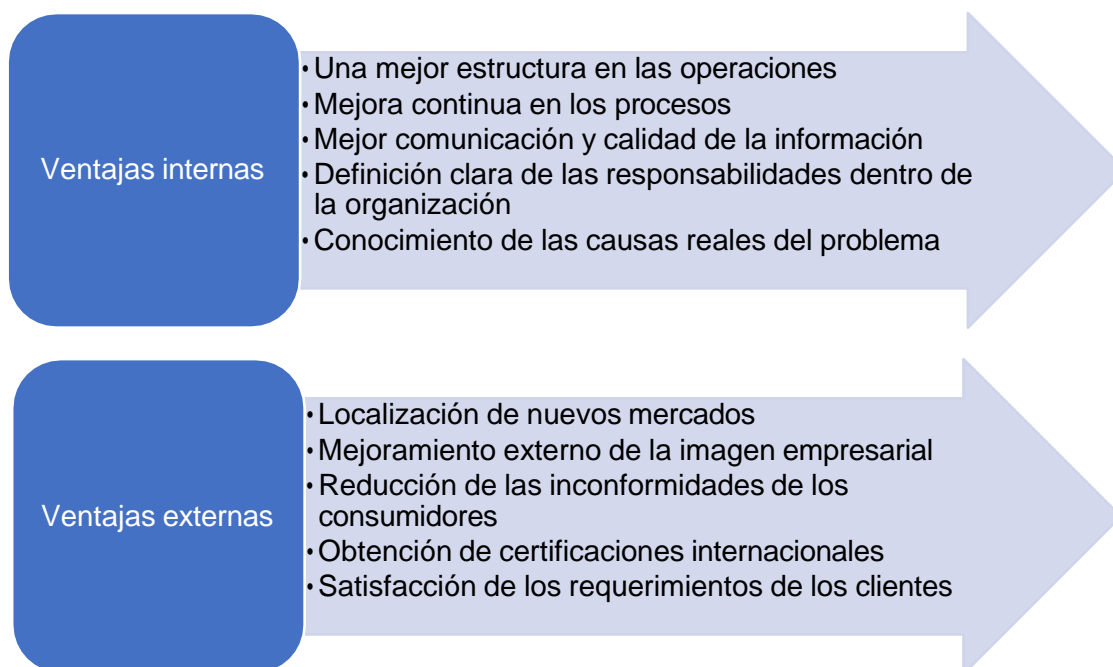 Ventajas internas
•Una mejor estructura en las operaciones
•Mejora continua en los procesos
•Mejor comunicación y calidad de la información
•Definición clara de las responsabilidades dentro de
la organización
•Conocimiento de las causas reales del problema
Ventajas externas
•Localización de nuevos mercados
•Mejoramiento externo de la imagen empresarial
•Reducción de las inconformidades de los
consumidores
•Obtención de certificaciones internacionales
•Satisfacción de los requerimientos de los clientes